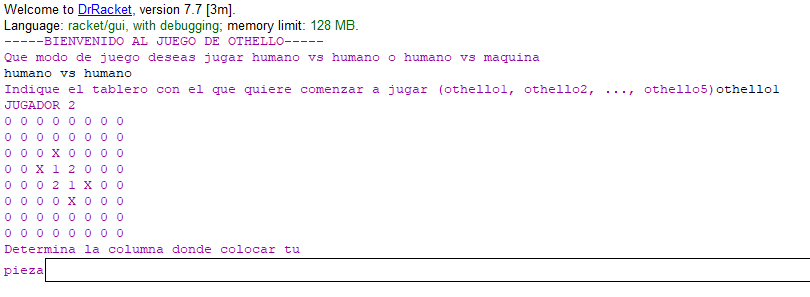 Welcome to DrRacket, version 7.7 [3m].
Language: racket/gui, with debugging; memory limit: 128 MB.
-----BIENVENIDO AL JUEGO DE OTHELLO-----
Que modo de juego deseas jugar humano vs humano o humano vs maquina
humano vs humano
Indique el tablero con el que quiere comenzar a jugar (othello1, othello2, ..., othello5)othello1
JUGADOR 2
0 0 0 0 0 0 0 0
0 0 0 0 0 0 0 0
0 0 0 X 0 0 0 0
0 0 X 1 2 0 0 0
0 0 0 2 1 X 0 0
0 0 0 0 X 0 0 0
0 0 0 0 0 0 0 0
0 0 0 0 0 0 0 0
Determina la columna donde colocar tu
pieza